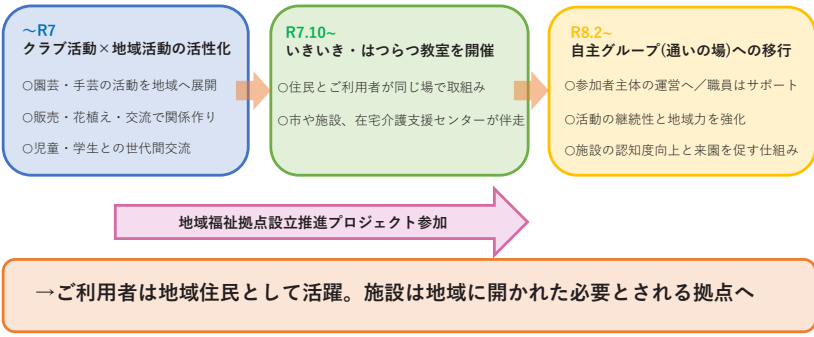 ～R7
クラブ活動×地域活動の活性化
○園芸・手芸の活動を地域へ展開
○販売・花植え・交流で関係作り
○児童・学生との世代間交流
R7.10~
いきいき・はつらつ教室を開催
○住民とご利用者が同じ場で取組み
○市や施設、在宅介護支援センターが伴走
R8.2~
自主グループ(通いの場)への移行
○参加者主体の運営へ／職員はサポート
○活動の継続性と地域力を強化
○施設の認知度向上と来園を促す仕組み
地域福祉拠点設立推進プロジェクト参加
→ご利用者は地域住民として活躍。施設は地域に開かれた必要とされる拠点へ